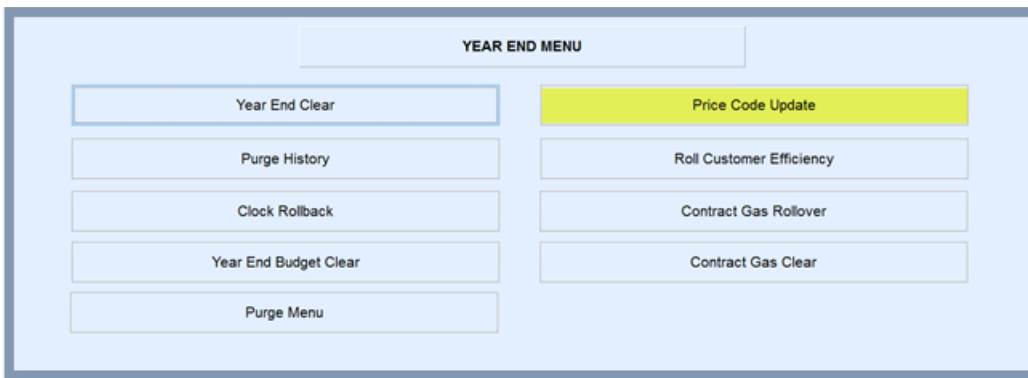 YEAR END MENU
Year End Clear
Price Code Update
Purge History
Roll Customer Efficiency
Clock Rollback
Contract Gas Rollover
Year End Budget Clear
Contract Gas Clear
Purge Menu